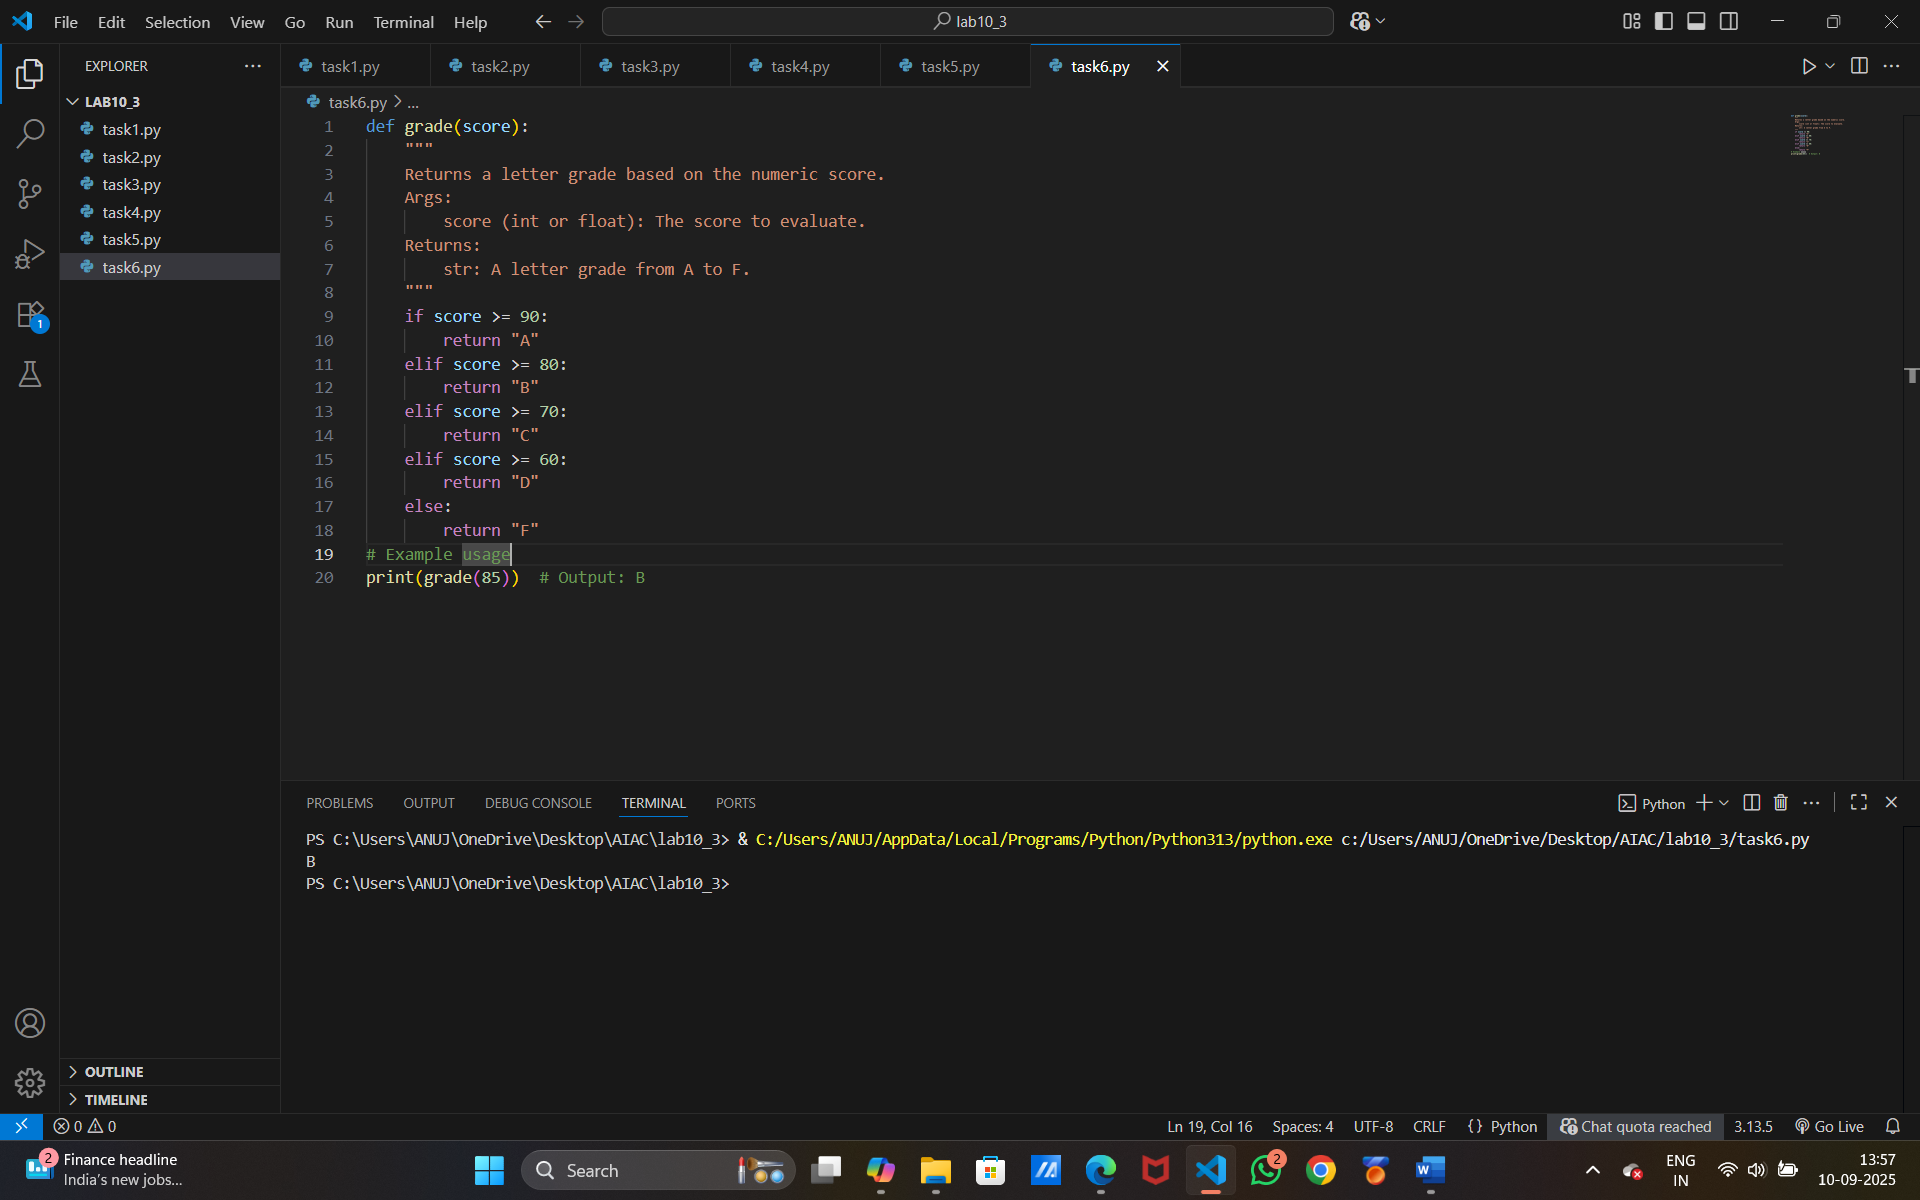 File Edit Selection View Go Run Terminal Help
lab10_3
EXPLORER
LAB10_3
task1.py
task2.py
task3.py
task4.py
task5.py
task6.py
1
OUTLINE
TIMELINE
task1.py task2.py task3.py task4.py task5.py task6.py
task6.py > ...
1 def grade(score):
2 """
3 Returns a letter grade based on the numeric score.
4 Args:
5 score (int or float): The score to evaluate.
6 Returns:
7 str: A letter grade from A to F.
8 """
9 if score >= 90:
10 return "A"
11 elif score >= 80:
12 return "B"
13 elif score >= 70:
14 return "C"
15 elif score >= 60:
16 return "D"
17 else:
18 return "F"
19 # Example usage
20 print(grade(85)) # Output: B
PROBLEMS OUTPUT DEBUG CONSOLE TERMINAL PORTS
Python
PS C:\Users\ANUJ\OneDrive\Desktop\AIAC\lab10_3> & C:/Users/ANUJ/AppData/Local/Programs/Python/Python313/python.exe c:/Users/ANUJ/OneDrive/Desktop/AIAC/lab10_3/task6.py
B
PS C:\Users\ANUJ\OneDrive\Desktop\AIAC\lab10_3>
0 0 Ln 19, Col 16 Spaces: 4 UTF-8 CRLF {} Python Chat quota reached 3.13.5 Go Live
2 Finance headline
India's new jobs...
Search
2
ENG
IN
13:57
10-09-2025